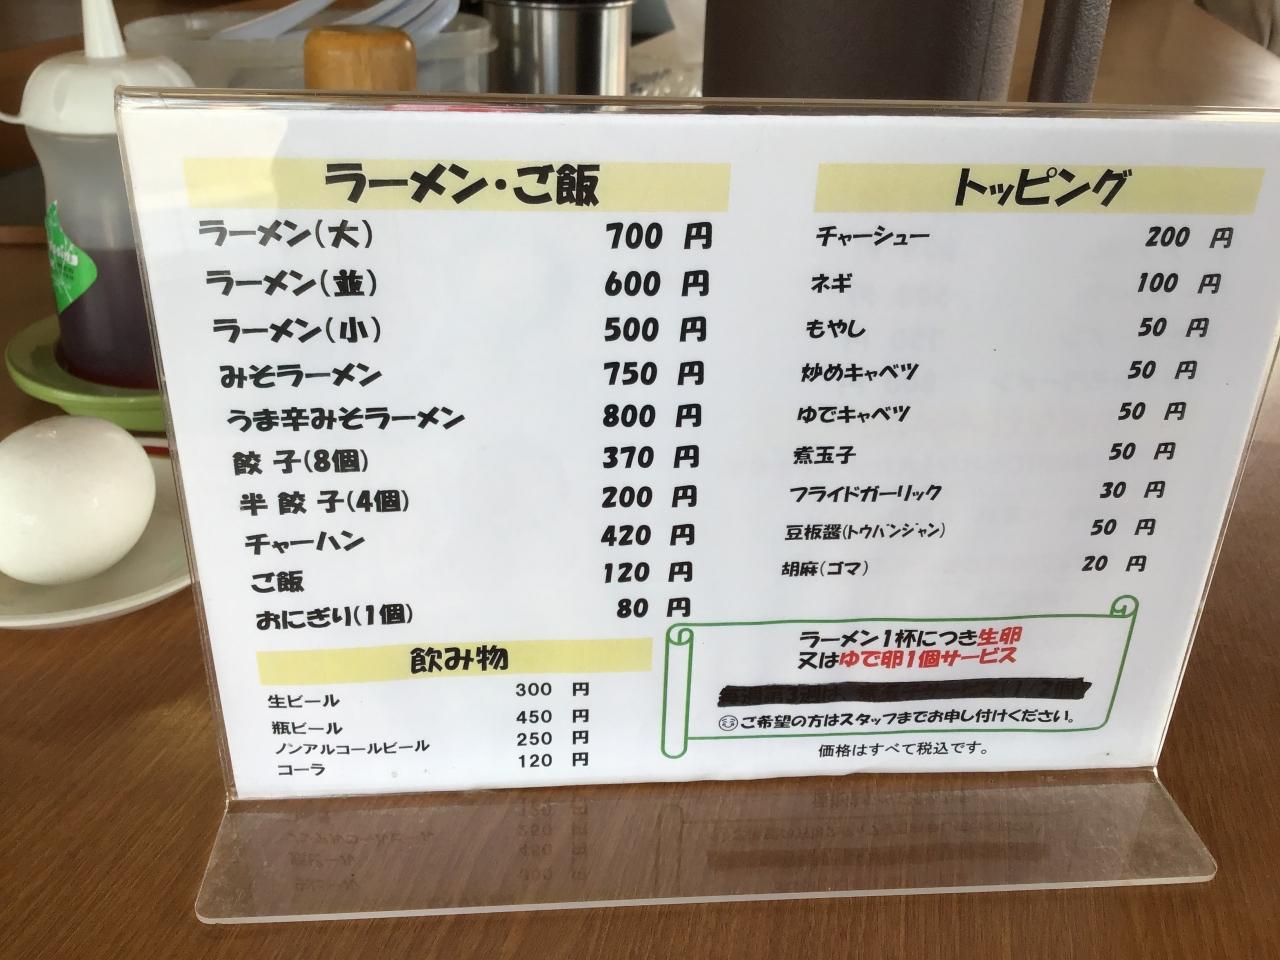 ラーメン・ご飯
ラーメン(大) 700 円
ラーメン(並) 600 円
ラーメン(小) 500 円
みそラーメン 750 円
うま辛みそラーメン 800 円
餃 子(8個) 370 円
半 餃 子(4個) 200 円
チャーハン 420 円
ご飯 120 円
おにぎり(1個) 80 円
飲み物
生ビール 300 円
瓶ビール 450 円
ノンアルコールビール 250 円
コーラ 120 円
トッピング
チャーシュー 200 円
ネギ 100 円
もやし 50 円
炒めキャベツ 50 円
ゆでキャベツ 50 円
煮玉子 50 円
フライドガーリック 30 円
豆板醤(トウバンジャン) 50 円
胡麻(ゴマ) 20 円
ラーメン1杯につき生卵
又はゆで卵1個サービス
ご希望の方はスタッフまでお申し付けください。
価格はすべて税込です。